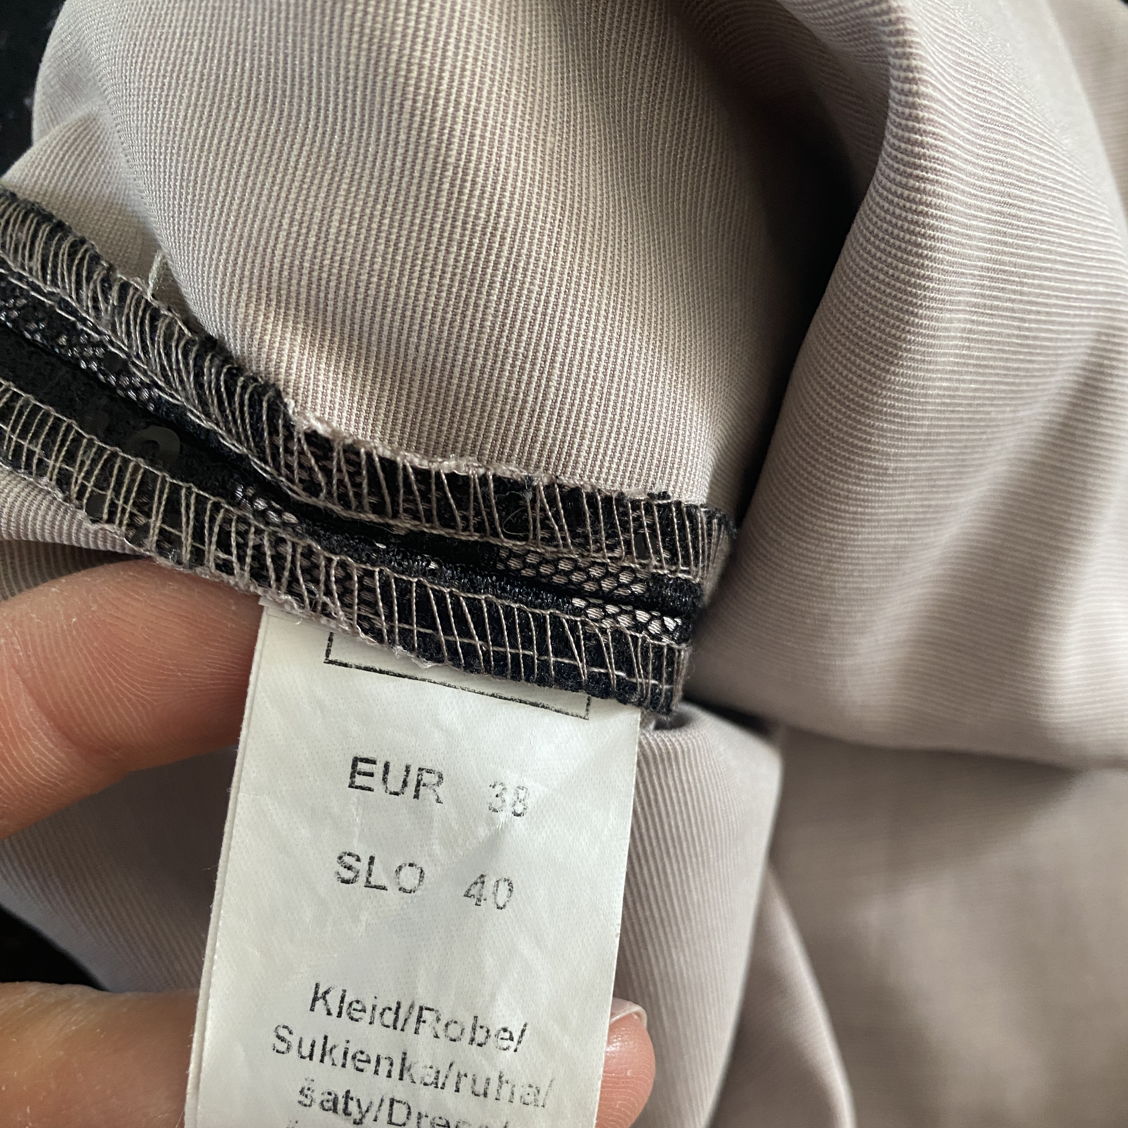 EUR 38
SLO 40
Kleid/Robe/
Sukienka/ruha/
šaty/Dress/